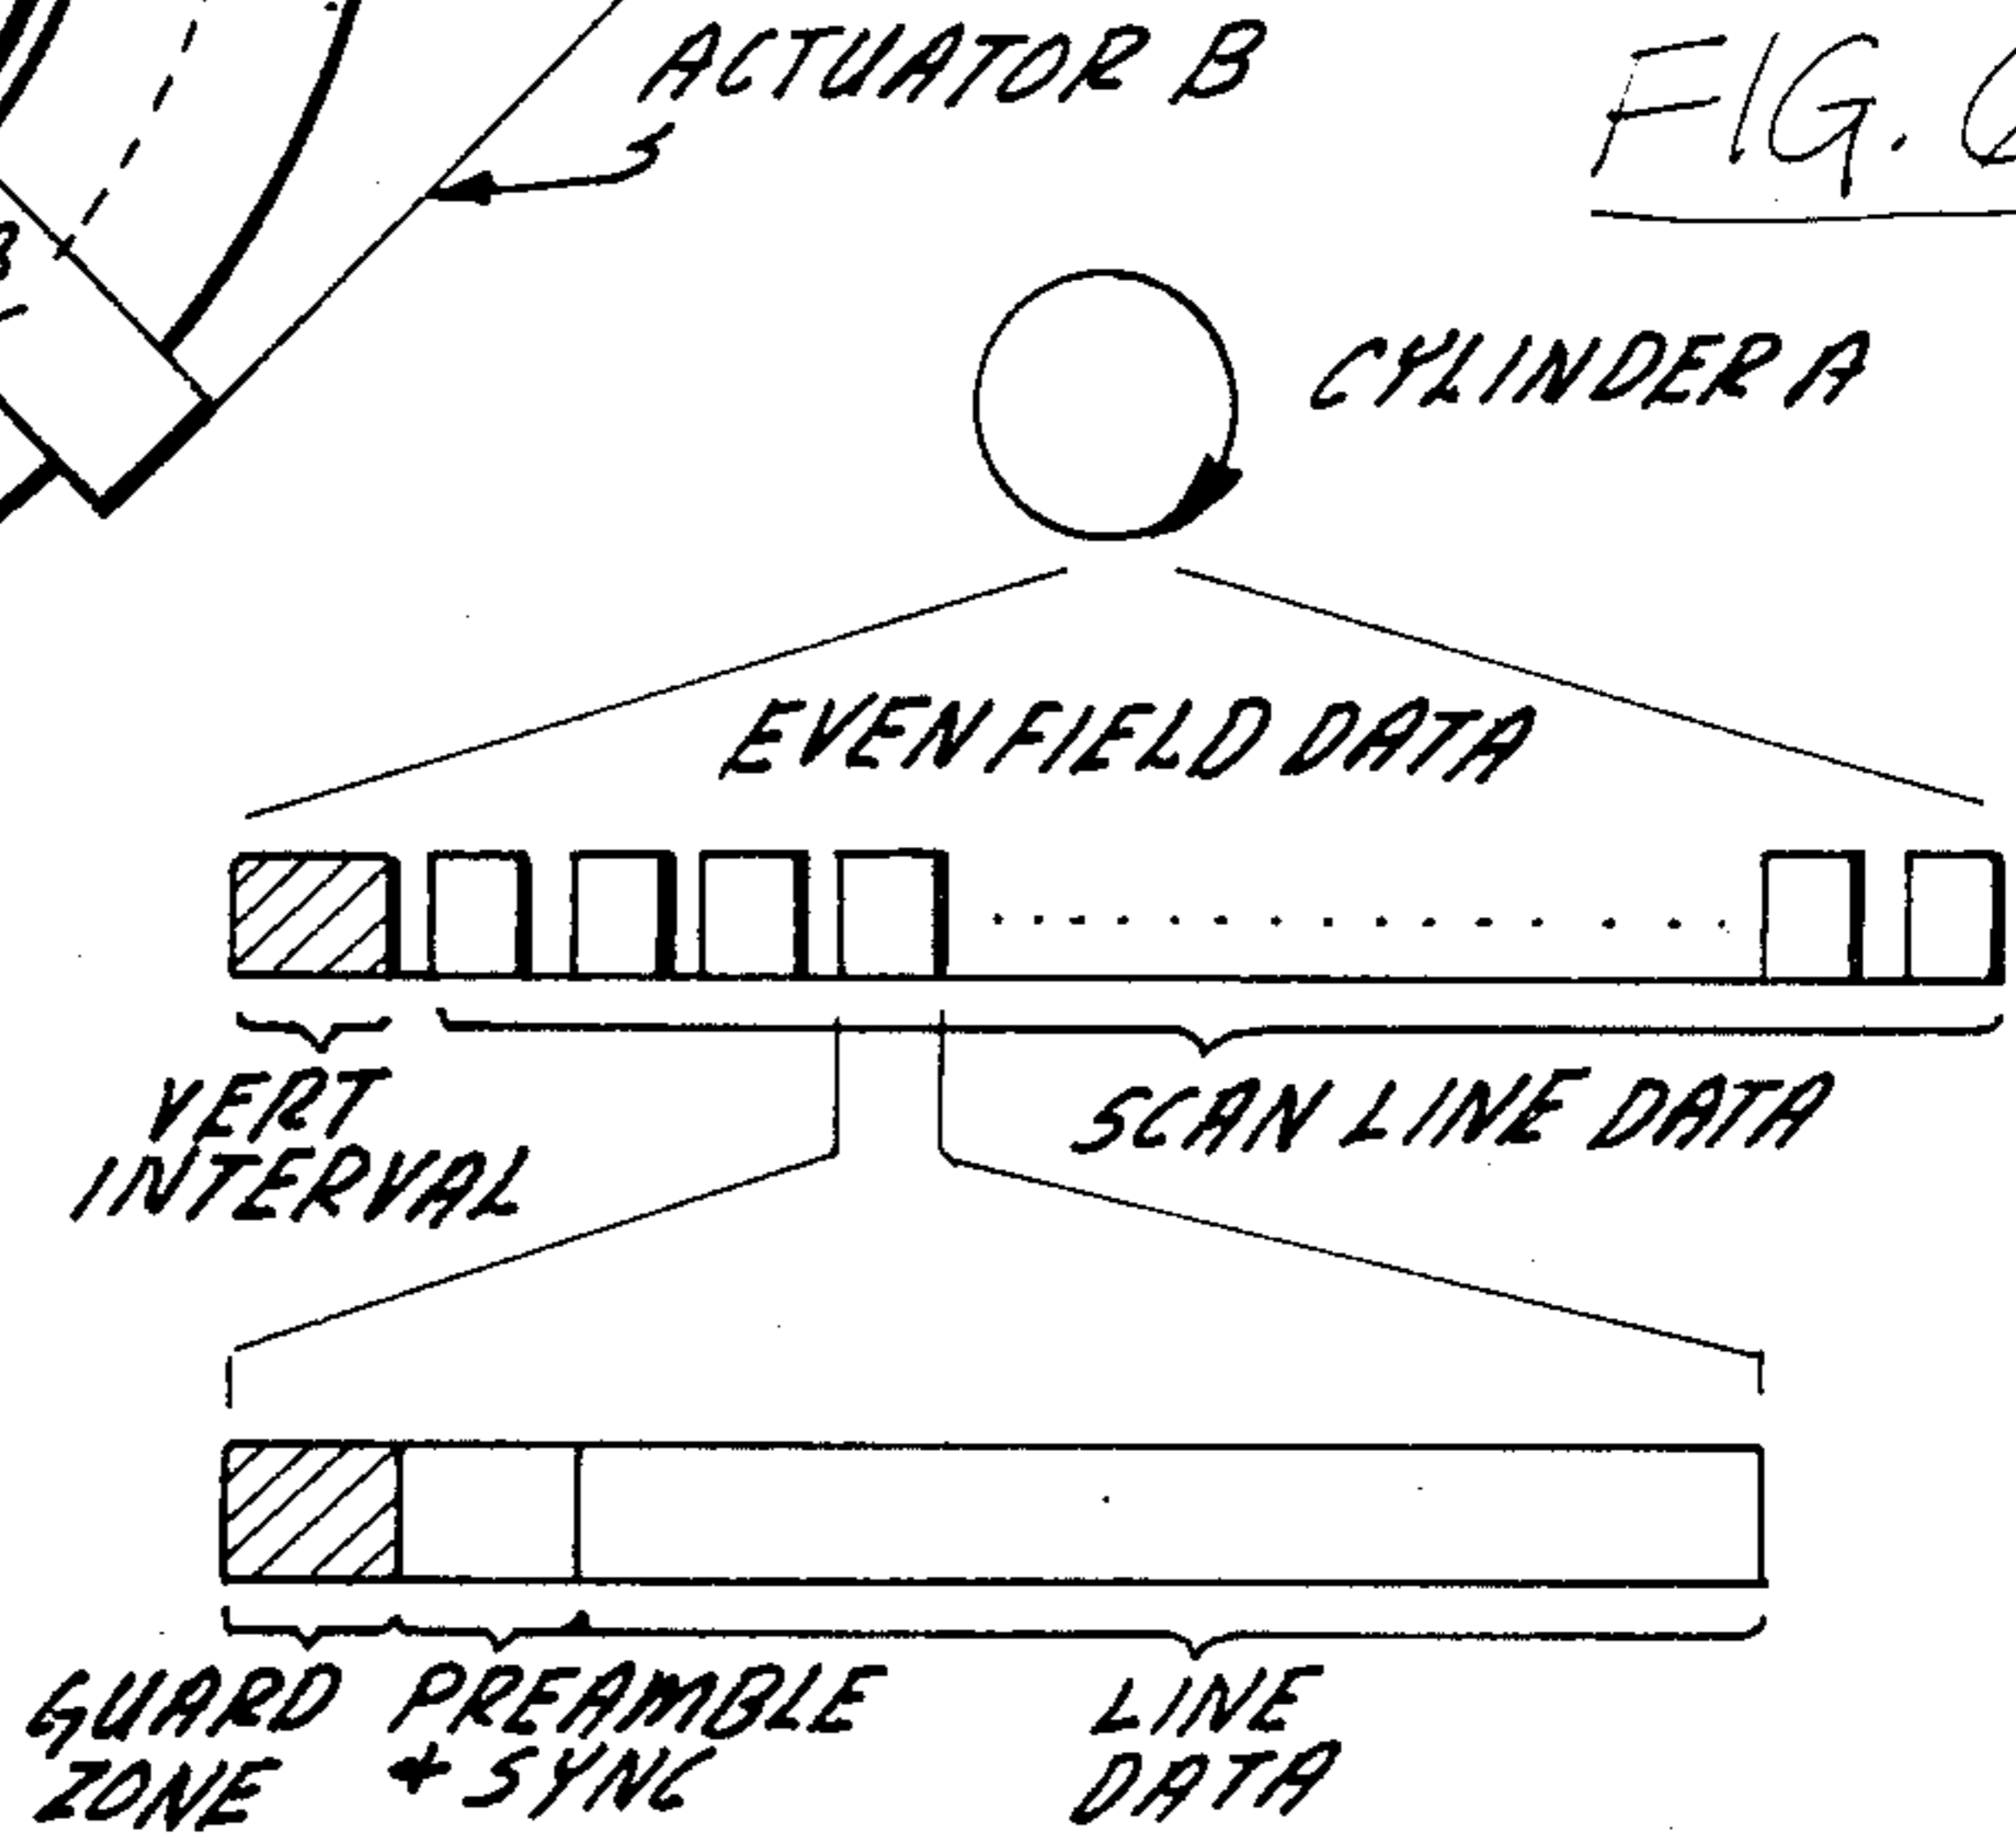 ACTUATOR B
FIG.
CYLINDER A
EVEN FIELD DATA
VERT
INTERVAL
SCAN LINE DATA
GUARD
ZONE
PREAMBLE
+ SYNC
LINE
DATA